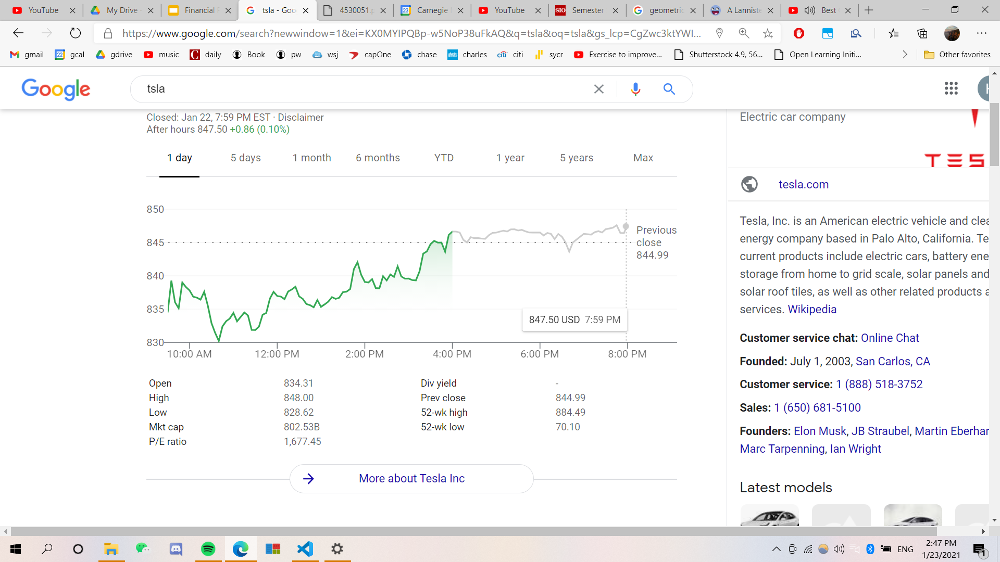 YouTube
My Drive -
Financial
tsla - Goo
4530051.p
Carnegie
YouTube
SIO Semester
geometric
A Lannist
Best
https://www.google.com/search?newwindow=1&ei=KX0MYIPQBp-w5NoP38uFkAQ&q=tsla&oq=tsla&gs_lcp=CgZwc3ktYWI...
gmail
22 gcal
gdrive
music
C daily
Book
pw
wsj
capOne
chase
charles
citi citi
sycr
Exercise to improve...
Shutterstock 4.9, 56...
Open Learning Initi...
Other favorites
Google
tsla
Closed: Jan 22, 7:59 PM EST · Disclaimer
After hours 847.50 +0.86 (0.10%)
1 day 5 days 1 month 6 months YTD 1 year 5 years Max
850
845
840
835
830
Previous
close
844.99
847.50 USD 7:59 PM
10:00 AM 12:00 PM 2:00 PM 4:00 PM 6:00 PM 8:00 PM
Open 834.31
High 848.00
Low 828.62
Mkt cap 802.53B
P/E ratio 1,677.45
Div yield -
Prev close 844.99
52-wk high 884.49
52-wk low 70.10
More about Tesla Inc
Electric car company
TES
tesla.com
Tesla, Inc. is an American electric vehicle and clea
energy company based in Palo Alto, California. Te
current products include electric cars, battery ene
storage from home to grid scale, solar panels and
solar roof tiles, as well as other related products a
services. Wikipedia
Customer service chat: Online Chat
Founded: July 1, 2003, San Carlos, CA
Customer service: 1 (888) 518-3752
Sales: 1 (650) 681-5100
Founders: Elon Musk, JB Straubel, Martin Eberhar
Marc Tarpenning, Ian Wright
Latest models
ENG
2:47 PM
1/23/2021
1